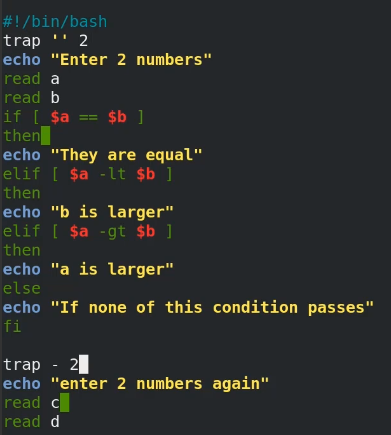 #!/bin/bash
trap '' 2
echo "Enter 2 numbers"
read a
read b
if [ $a == $b ]
then
echo "They are equal"
elif [ $a -lt $b ]
then
echo "b is larger"
elif [ $a -gt $b ]
then
echo "a is larger"
else
echo "If none of this condition passes"
fi

trap - 2
echo "enter 2 numbers again"
read c
read d